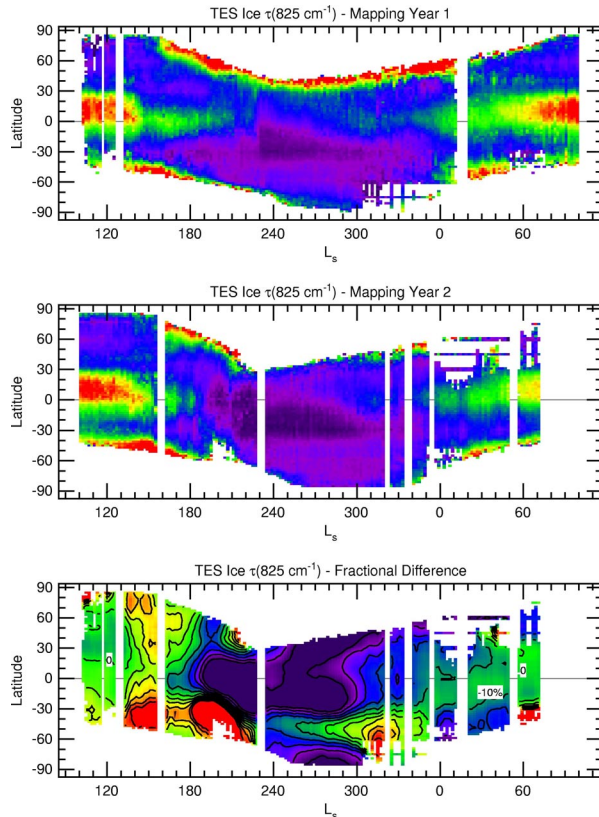 TES Ice τ(825 cm⁻¹) - Mapping Year 1
90
60
30
0
-30
-60
-90
Latitude
120 180 240 300 0 60
Lₛ
TES Ice τ(825 cm⁻¹) - Mapping Year 2
90
60
30
0
-30
-60
-90
Latitude
120 180 240 300 0 60
Lₛ
TES Ice τ(825 cm⁻¹) - Fractional Difference
90
60
30
0
-30
-60
-90
Latitude
0
0
-10%
120 180 240 300 0 60
Lₛ